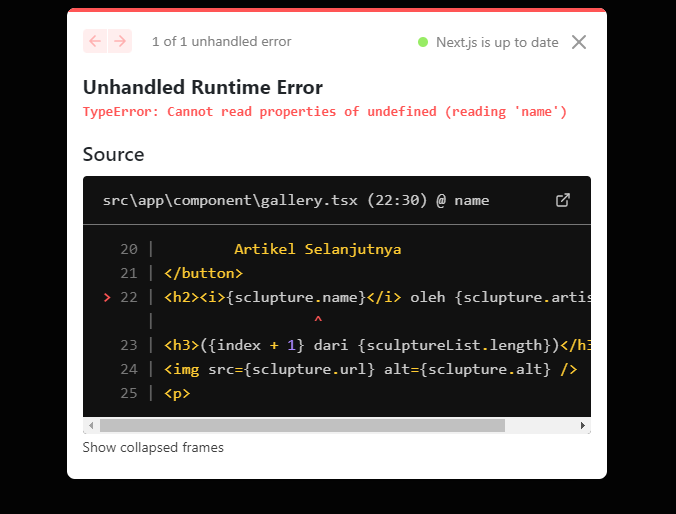 1 of 1 unhandled error
Next.js is up to date
Unhandled Runtime Error
TypeError: Cannot read properties of undefined (reading 'name')
Source
src\app\component\gallery.tsx (22:30) @ name
20 | Artikel Selanjutnya
21 | </button>
> 22 | <h2><i>{sclupture.name}</i> oleh {sclupture.artis
| ^
23 | <h3>({index + 1} dari {sculptureList.length})</h3
24 | <img src={sclupture.url} alt={sclupture.alt} />
25 | <p>
Show collapsed frames